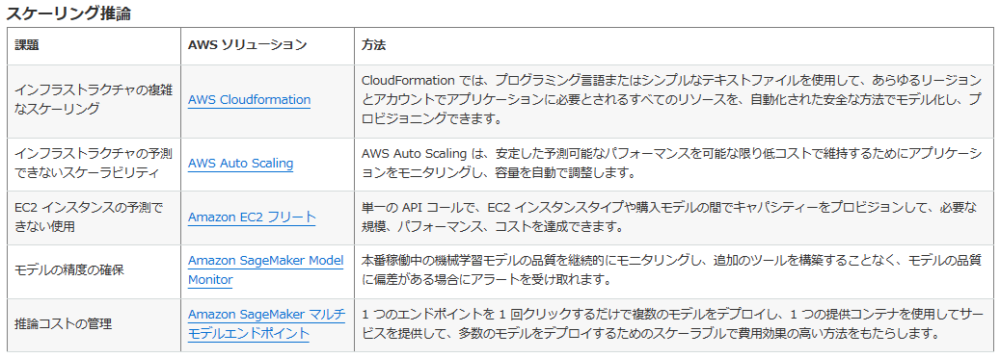 スケーリング推論
課題
AWS ソリューション
方法
インフラストラクチャの複雑
なスケーリング
AWS Cloudformation
CloudFormation では、プログラミング言語またはシンプルなテキストファイルを使用して、あらゆるリージョン
とアカウントでアプリケーションに必要とされるすべてのリソースを、自動化された安全な方法でモデル化し、プ
ロビジョニングできます。
インフラストラクチャの予測
できないスケーラビリティ
AWS Auto Scaling
AWS Auto Scaling は、安定した予測可能なパフォーマンスを可能な限り低コストで維持するためにアプリケーシ
ョンをモニタリングし、容量を自動で調整します。
EC2 インスタンスの予測で
きない使用
Amazon EC2 フリート
単一の API コールで、EC2 インスタンスタイプや購入モデルの間でキャパシティーをプロビジョンして、必要な
規模、パフォーマンス、コストを達成できます。
モデルの精度の確保
Amazon SageMaker Model
Monitor
本番稼働中の機械学習モデルの品質を継続的にモニタリングし、追加のツールを構築することなく、モデルの品質
に偏差がある場合にアラートを受け取れます。
推論コストの管理
Amazon SageMaker マルチ
モデルエンドポイント
1 つのエンドポイントを 1 回クリックするだけで複数のモデルをデプロイし、1 つの提供コンテナを使用してサー
ビスを提供して、多数のモデルをデプロイするためのスケーラブルで費用効果の高い方法をもたらします。